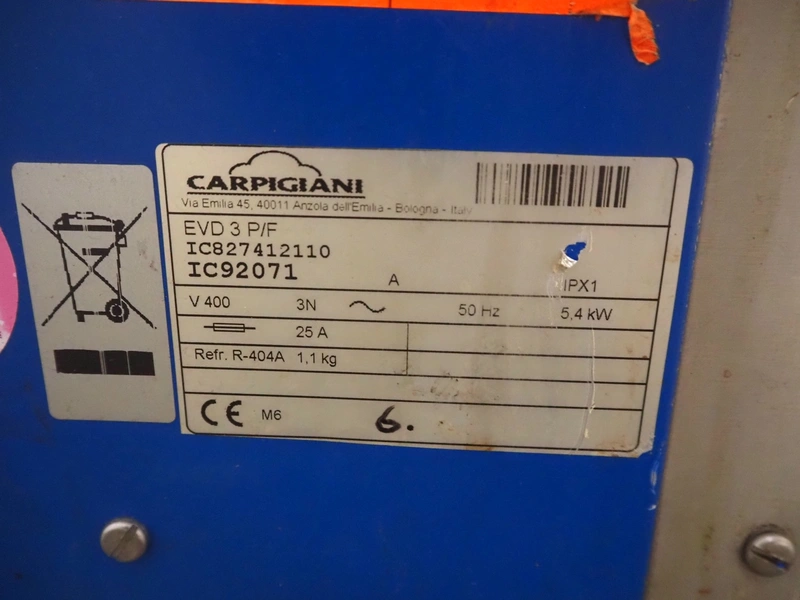 CARPIGIANI
Via Emilia 45, 40011 Anzola dell'Emilia - Bologna - Italy
EVD 3 P/F
IC827412110
IC92071
A
IPX1
V 400 3N 50 Hz 5,4 kW
25 A
Refr. R-404A 1,1 kg
CE M6 6.